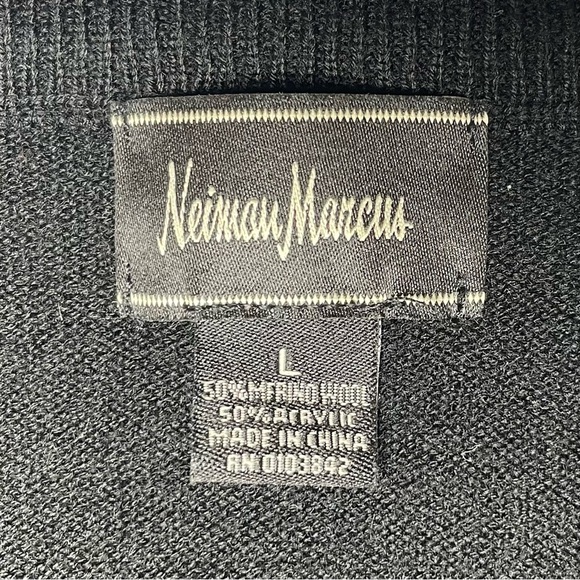 Neiman Marcus
L
50% MERINO WOOL
50% ACRYLIC
MADE IN CHINA
RN 0103842